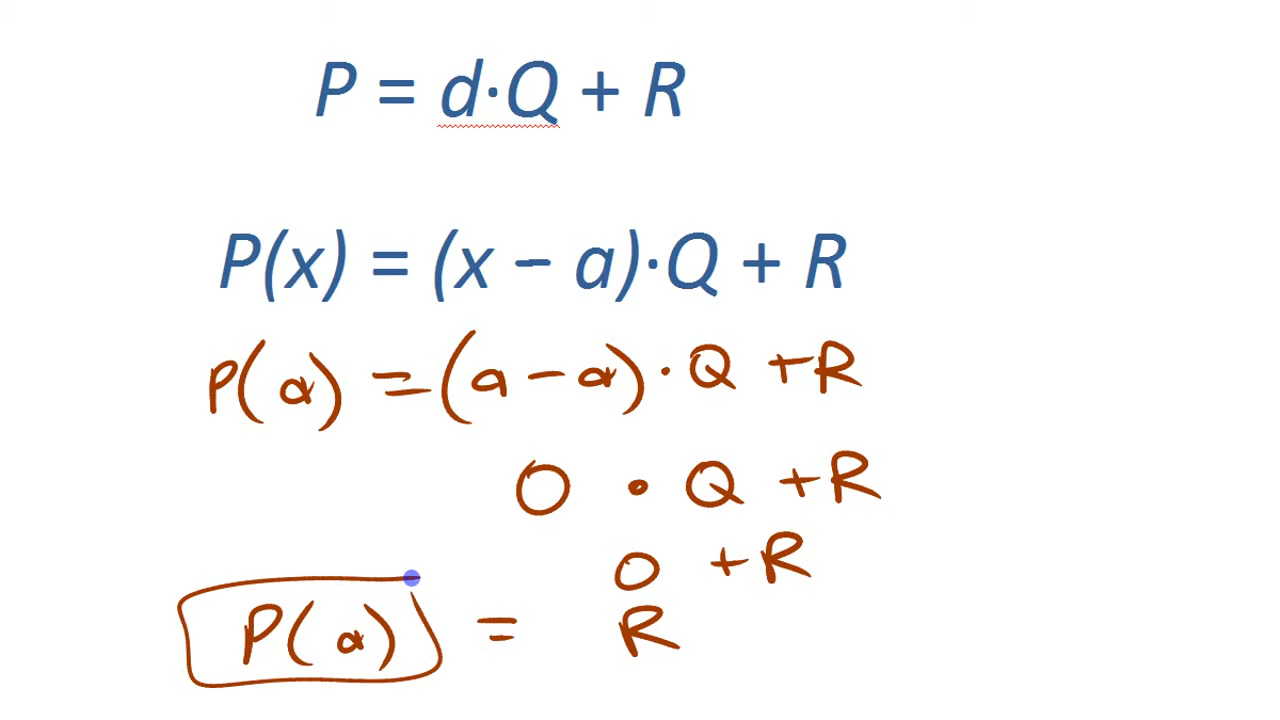 P = d·Q + R
P(x) = (x – a)·Q + R
P(a) = (a - a) · Q + R
0 · Q + R
0 + R
P(a) = R